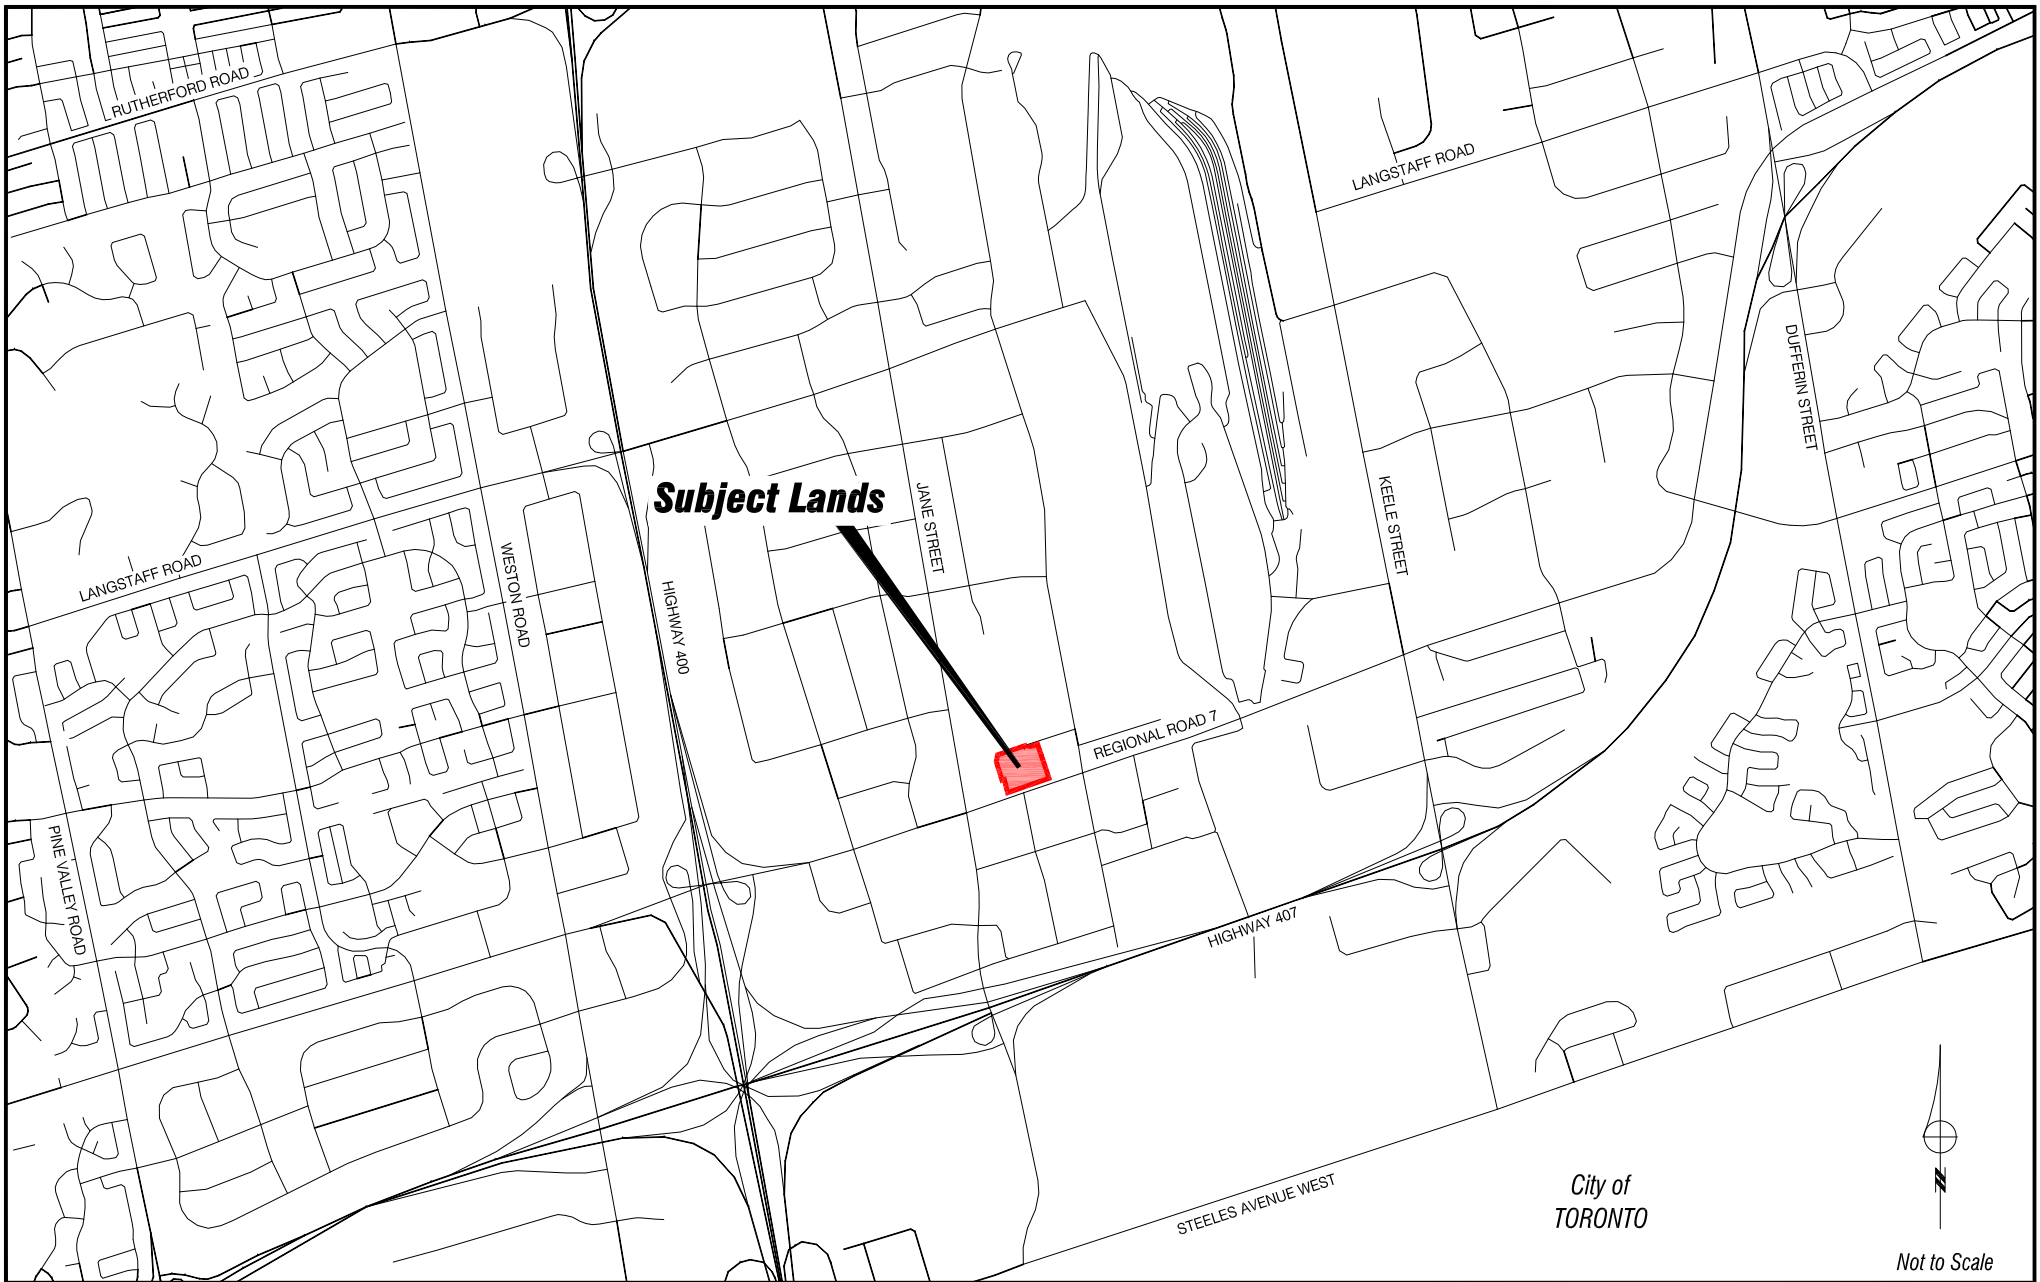 RUTHERFORD ROAD
LANGSTAFF ROAD
DUFFERIN STREET
Subject Lands
JANE STREET
KEELE STREET
LANGSTAFF ROAD
WESTON ROAD
HIGHWAY 400
REGIONAL ROAD 7
PINE VALLEY ROAD
HIGHWAY 407
STEELES AVENUE WEST
City of
TORONTO
N
Not to Scale